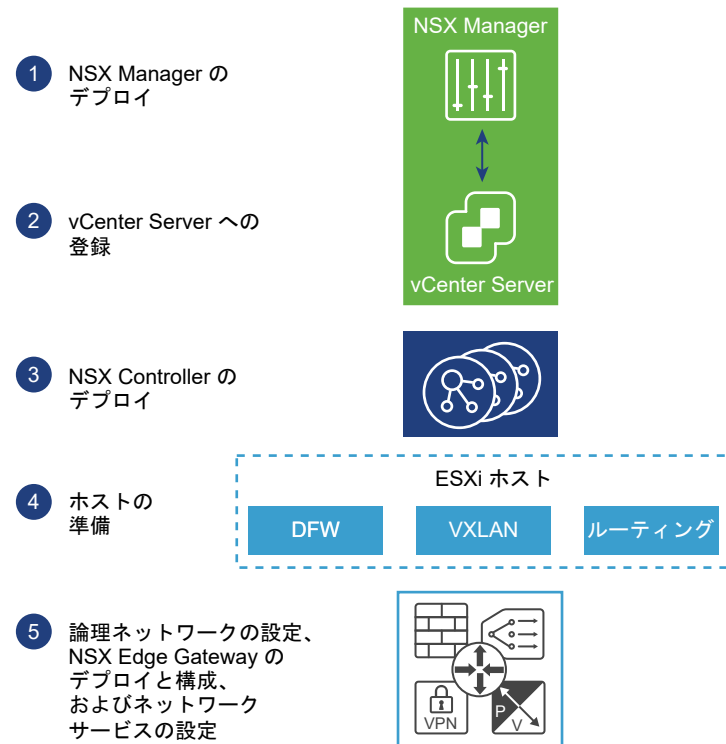 NSX Manager
1
NSX Manager の
デプロイ
2
vCenter Server への
登録
vCenter Server
3
NSX Controller の
デプロイ
ESXi ホスト
4
ホストの
準備
DFW
VXLAN
ルーティング
5
論理ネットワークの設定、
NSX Edge Gateway の
デプロイと構成、
およびネットワーク
サービスの設定
VPN
P
V